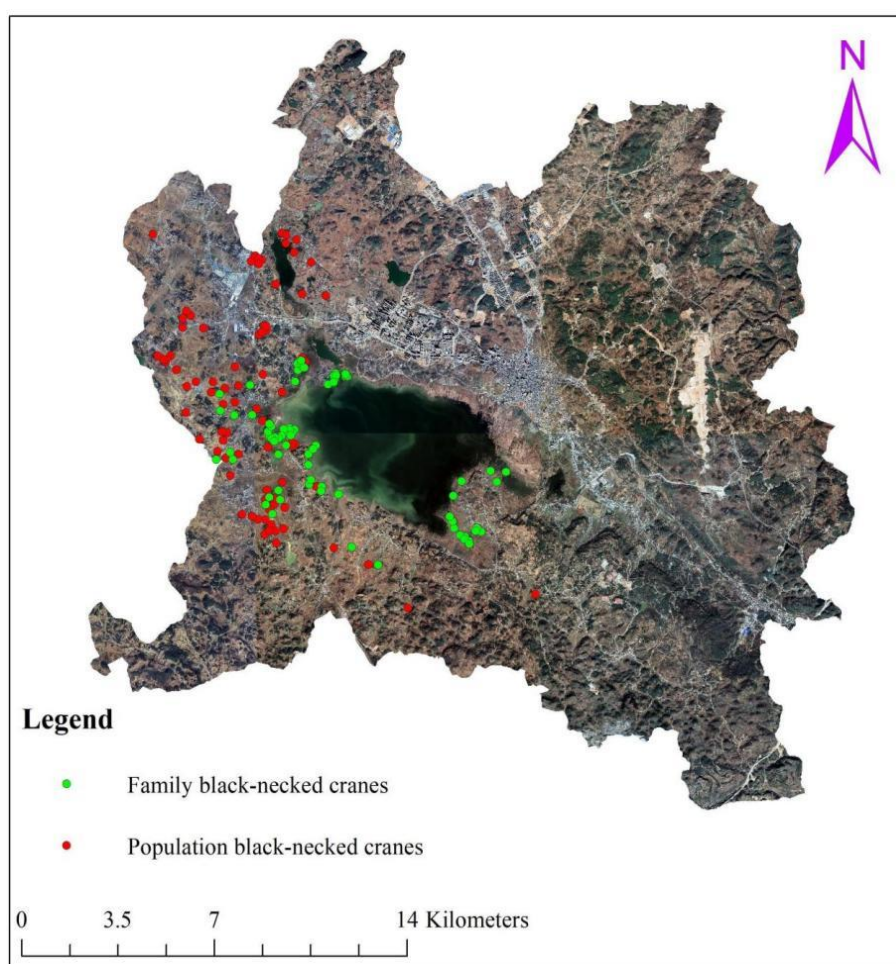 N
Legend
Family black-necked cranes
Population black-necked cranes
0 3.5 7 14 Kilometers